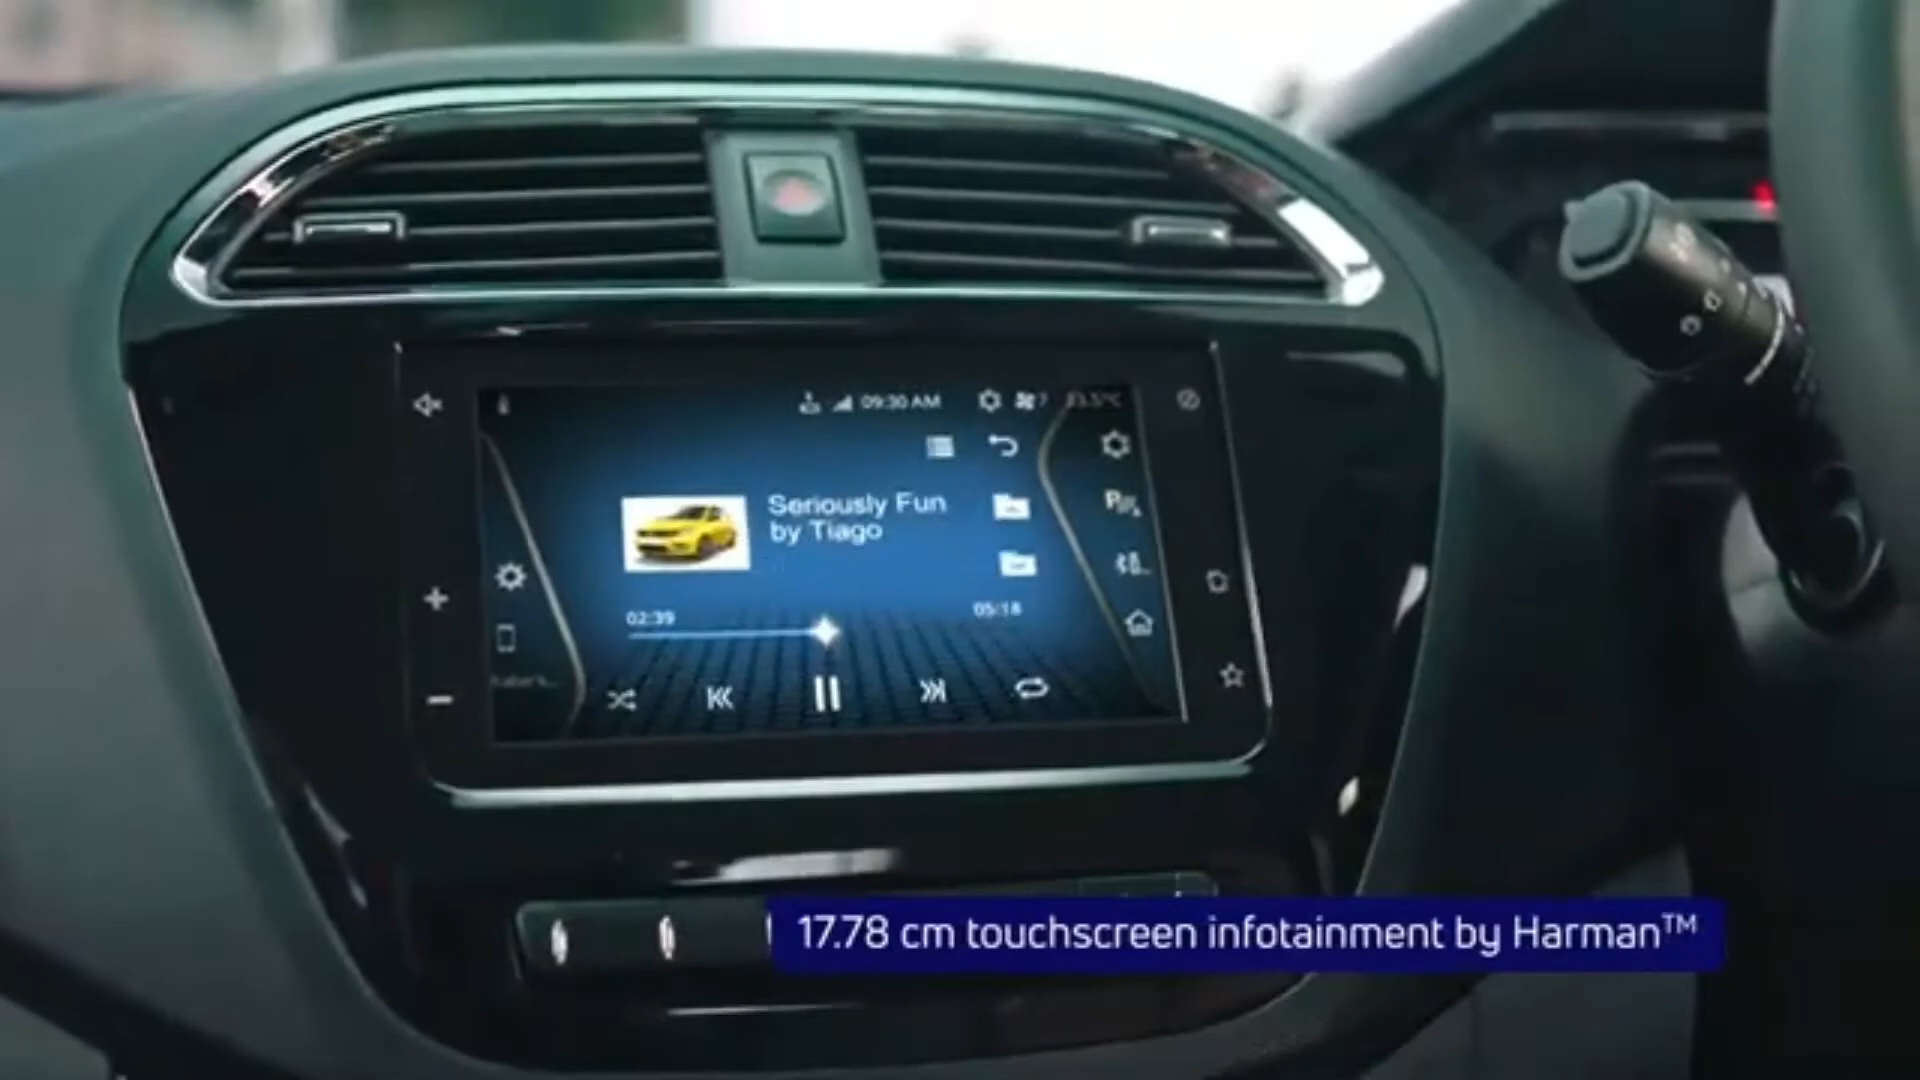 09:30 AM
Seriously Fun
by Tiago
02:39
05:18
17.78 cm touchscreen infotainment by Harman™